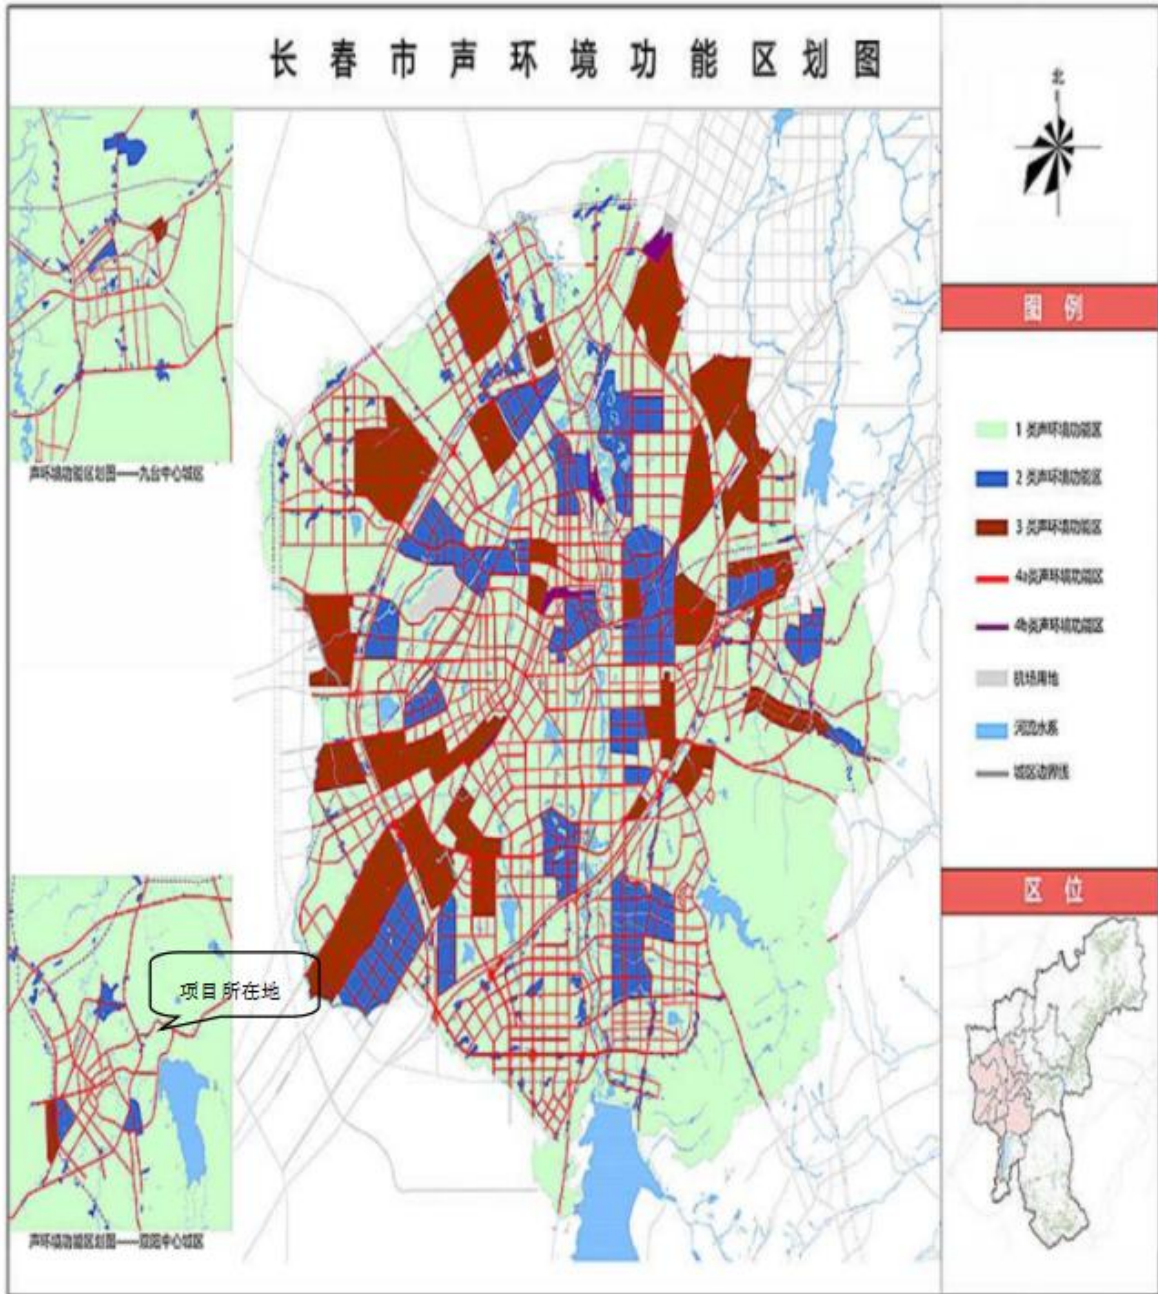 长春市声环境功能区划图
北
图例
1类声环境功能区
2类声环境功能区
3类声环境功能区
4a类声环境功能区
4b类声环境功能区
机场用地
河流水系
城区边界线
区位
声环境功能区划图——九台中心城区
项目所在地
声环境功能区划图——双阳中心城区